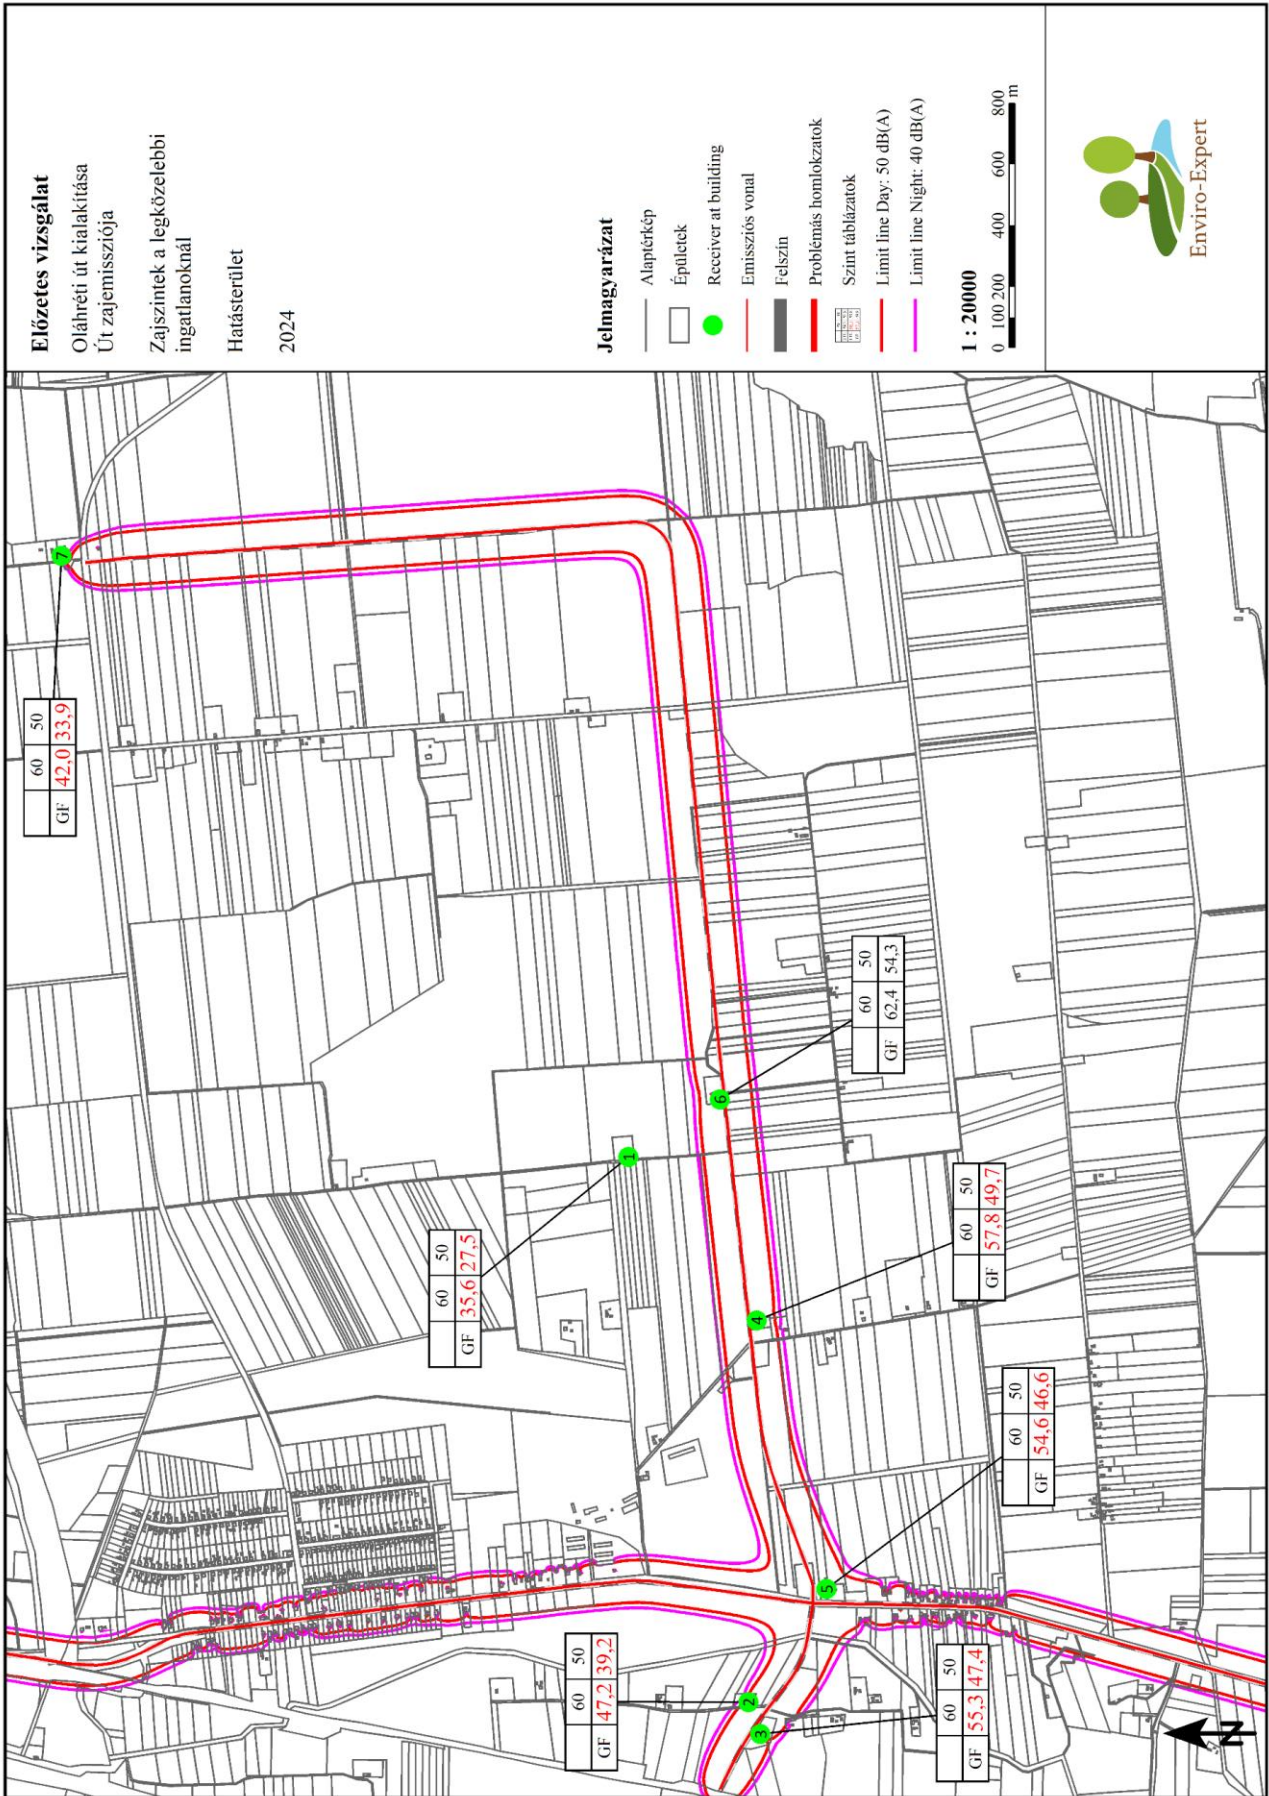 Előzetes vizsgálat
Oláhréti út kialakítása
Út zajemissziója
Zajszintek a legközelebbi
ingatlanoknál
Hatásterület
2024
Jelmagyarázat
Alaptérkép
Épületek
Receiver at building
Emissziós vonal
Felszín
Problémás homlokzatok
Szint táblázatok
Limit line Day: 50 dB(A)
Limit line Night: 40 dB(A)
1 : 20000
0 100 200 400 600 800
m
Enviro-Expert
60 50
GF 47,2 39,2
2
3
60 50
GF 55,3 47,4
60 50
GF 35,6 27,5
1
5
60 50
GF 54,6 46,6
4
60 50
GF 57,8 49,7
6
60 50
GF 62,4 54,3
60 50
GF 42,0 33,9
7
N